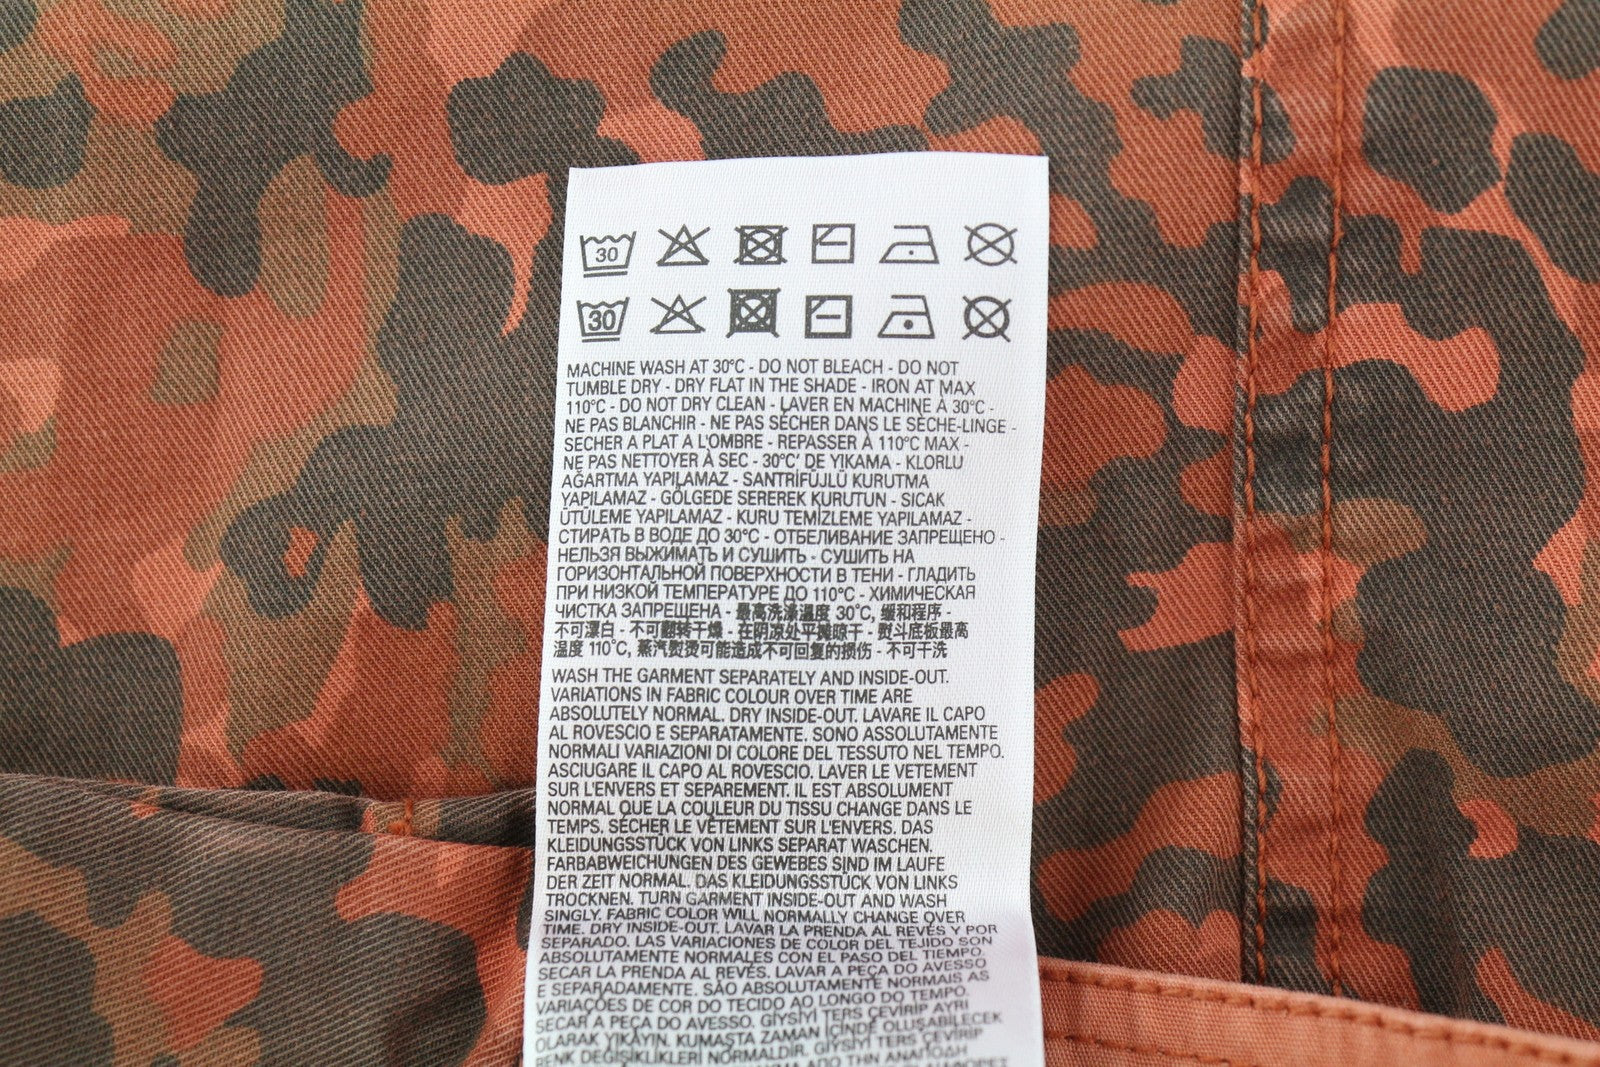 30
30
MACHINE WASH AT 30°C - DO NOT BLEACH - DO NOT
TUMBLE DRY - DRY FLAT IN THE SHADE - IRON AT MAX
110°C - DO NOT DRY CLEAN - LAVER EN MACHINE À 30°C -
NE PAS BLANCHIR - NE PAS SÉCHER DANS LE SÈCHE-LINGE -
SECHER A PLAT A L'OMBRE - REPASSER À 110°C MAX -
NE PAS NETTOYER À SEC - 30°C' DE YIKAMA - KLORLU
AĞARTMA YAPILAMAZ - SANTRİFÜJLÜ KURUTMA
YAPILAMAZ - GÖLGEDE SEREREK KURUTUN - SICAK
ÜTÜLEME YAPILAMAZ - KURU TEMİZLEME YAPILAMAZ -
СТИРАТЬ В ВОДЕ ДО 30°C - ОТБЕЛИВАНИЕ ЗАПРЕЩЕНО -
НЕЛЬЗЯ ВЫЖИМАТЬ И СУШИТЬ - СУШИТЬ НА
ГОРИЗОНТАЛЬНОЙ ПОВЕРХНОСТИ В ТЕНИ - ГЛАДИТЬ
ПРИ НИЗКОЙ ТЕМПЕРАТУРЕ ДО 110°C - ХИМИЧЕСКАЯ
ЧИСТКА ЗАПРЕЩЕНА - 最高洗涤温度 30°C, 缓和程序 -
不可漂白 - 不可翻转干燥 - 在阴凉处平摊晾干 - 熨斗底板最高
温度 110°C, 蒸汽熨烫可能造成不可回复的损伤 - 不可干洗
WASH THE GARMENT SEPARATELY AND INSIDE-OUT.
VARIATIONS IN FABRIC COLOUR OVER TIME ARE
ABSOLUTELY NORMAL. DRY INSIDE-OUT. LAVARE IL CAPO
AL ROVESCIO E SEPARATAMENTE. SONO ASSOLUTAMENTE
NORMALI VARIAZIONI DI COLORE DEL TESSUTO NEL TEMPO.
ASCIUGARE IL CAPO AL ROVESCIO. LAVER LE VETEMENT
SUR L'ENVERS ET SEPAREMENT. IL EST ABSOLUMENT
NORMAL QUE LA COULEUR DU TISSU CHANGE DANS LE
TEMPS. SÉCHER LE VÊTEMENT SUR L'ENVERS. DAS
KLEIDUNGSSTÜCK VON LINKS SEPARAT WASCHEN.
FARBABWEICHUNGEN DES GEWEBES SIND IM LAUFE
DER ZEIT NORMAL. DAS KLEIDUNGSSTÜCK VON LINKS
TROCKNEN. TURN GARMENT INSIDE-OUT AND WASH
SINGLY. FABRIC COLOR WILL NORMALLY CHANGE OVER
TIME. DRY INSIDE-OUT. LAVAR LA PRENDA AL REVÉS Y POR
SEPARADO. LAS VARIACIONES DE COLOR DEL TEJIDO SON
ABSOLUTAMENTE NORMALES CON EL PASO DEL TIEMPO.
SECAR LA PRENDA AL REVÉS. LAVAR A PEÇA DO AVESSO
E SEPARADAMENTE. SÃO ABSOLUTAMENTE NORMAIS AS
VARIAÇÕES DE COR DO TECIDO AO LONGO DO TEMPO.
SECAR A PEÇA DO AVESSO. GİYSİYİ TERS ÇEVİRİP AYRI
OLARAK YIKAYIN. KUMAŞTA ZAMAN İÇİNDE OLUŞABİLECEK
RENK DEĞİŞİKLİKLERİ NORMALDİR. GİYSİYİ TERS ÇEVİRİP